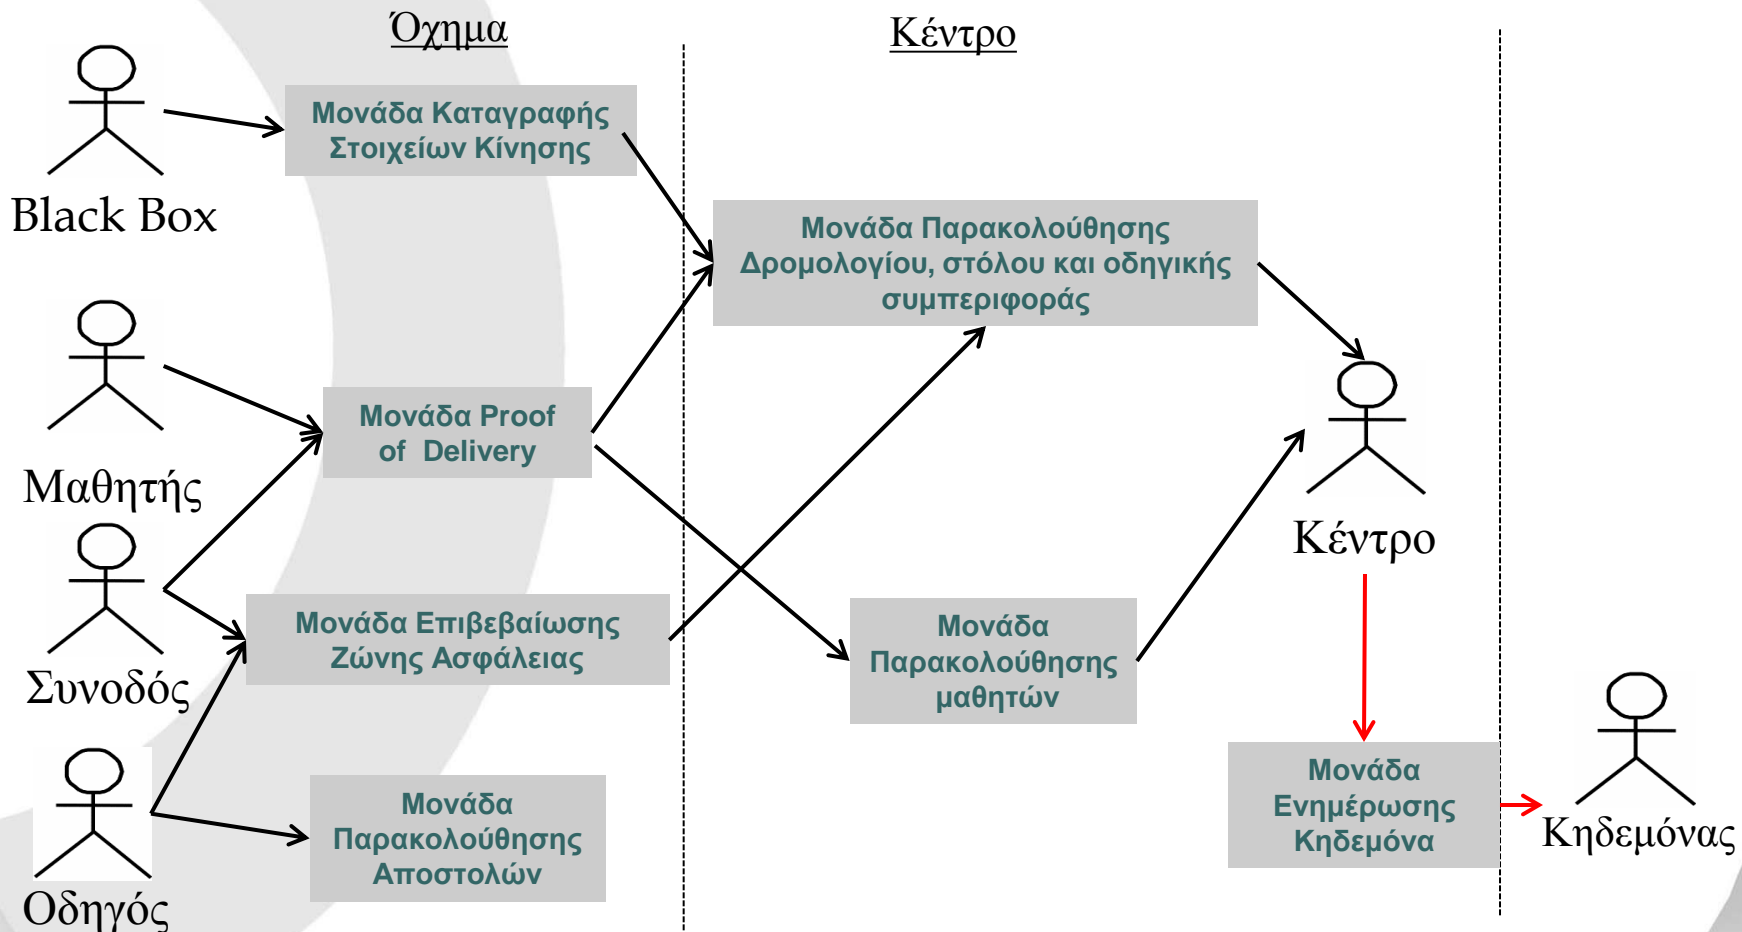 Όχημα
Κέντρο
Black Box
Μονάδα Καταγραφής
Στοιχείων Κίνησης
Μονάδα Παρακολούθησης
Δρομολογίου, στόλου και οδηγικής
συμπεριφοράς
Μαθητής
Μονάδα Proof
of Delivery
Κέντρο
Συνοδός
Μονάδα Επιβεβαίωσης
Ζώνης Ασφάλειας
Μονάδα
Παρακολούθησης
μαθητών
Οδηγός
Μονάδα
Παρακολούθησης
Αποστολών
Μονάδα
Ενημέρωσης
Κηδεμόνα
Κηδεμόνας